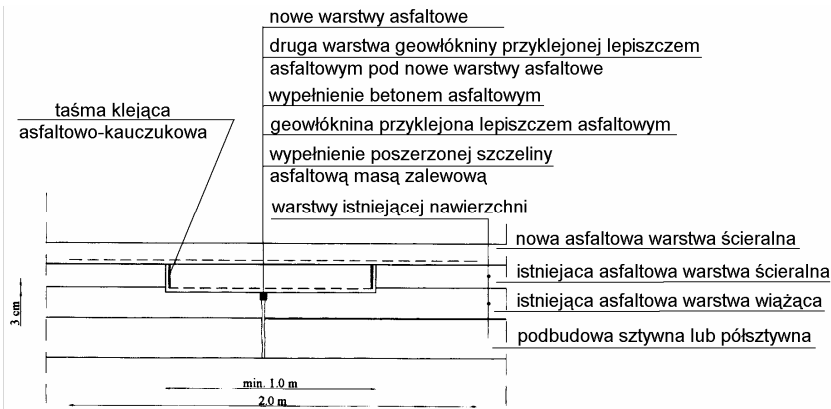 nowe warstwy asfaltowe
druga warstwa geowłókniny przyklejonej lepiszczem
asfaltowym pod nowe warstwy asfaltowe
wypełnienie betonem asfaltowym
geowłóknina przyklejona lepiszczem asfaltowym
wypełnienie poszerzonej szczeliny
asfaltową masą zalewową
warstwy istniejącej nawierzchni
taśma klejąca
asfaltowo-kauczukowa
nowa asfaltowa warstwa ścieralna
istniejaca asfaltowa warstwa ścieralna
istniejąca asfaltowa warstwa wiążąca
podbudowa sztywna lub półsztywna
3 cm
min. 1.0 m
2.0 m